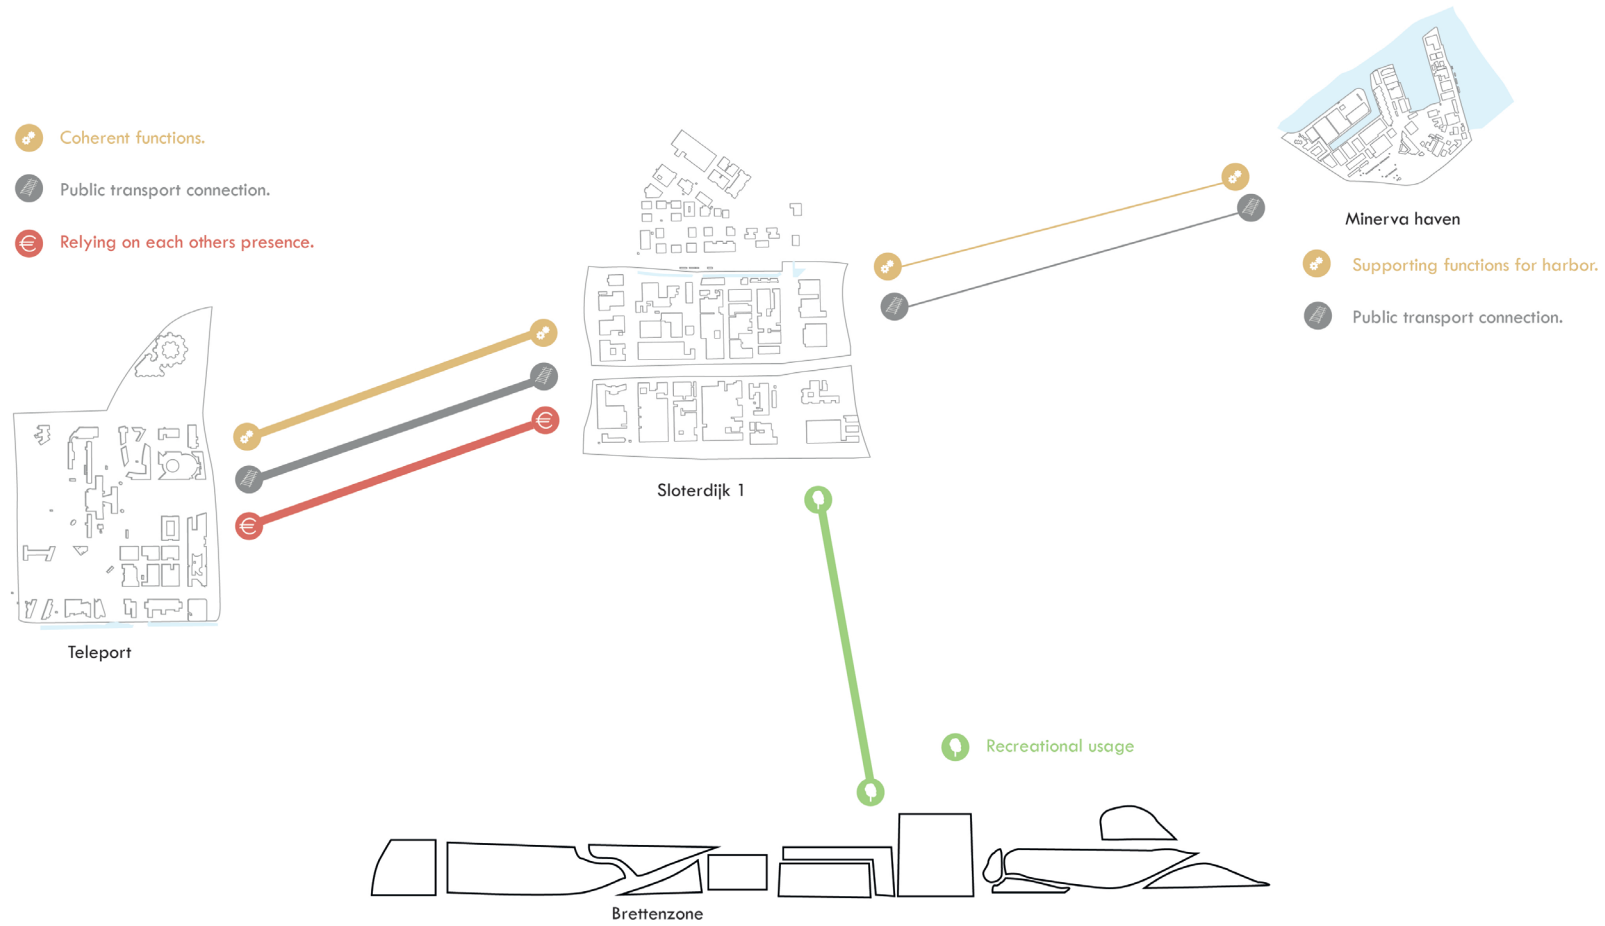 Coherent functions.
Public transport connection.
Relying on each others presence.
Minerva haven
Supporting functions for harbor.
Public transport connection.
Sloterdijk 1
Teleport
Recreational usage
Brettenzone